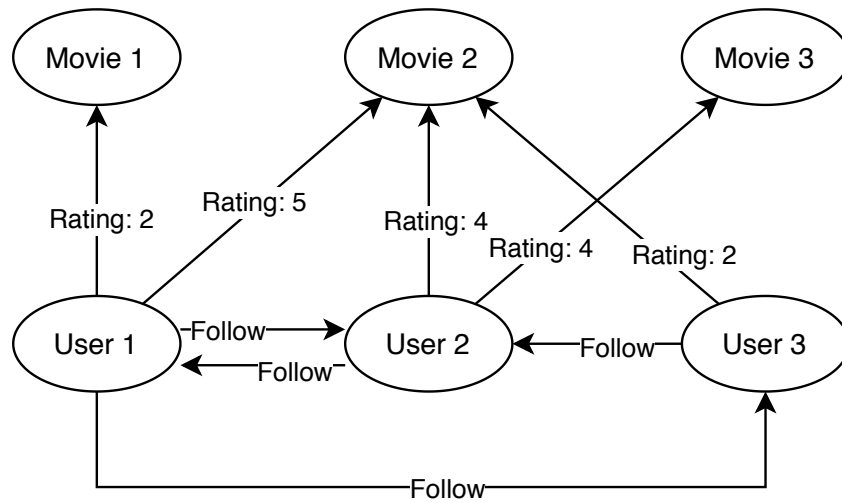 Movie 1
Movie 2
Movie 3
Rating: 2
Rating: 5
Rating: 4
Rating: 4
Rating: 2
User 1
Follow
Follow
User 2
Follow
User 3
Follow